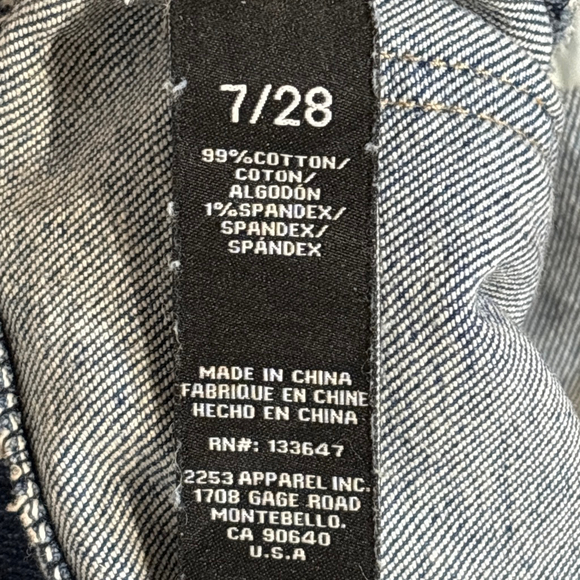 7/28
99%COTTON/
COTON/
ALGODÓN
1%SPANDEX/
SPANDEX/
SPÁNDEX
MADE IN CHINA
FABRIQUE EN CHINE
HECHO EN CHINA
RN#: 133647
2253 APPAREL INC.
1708 GAGE ROAD
MONTEBELLO.
CA 90640
U.S.A